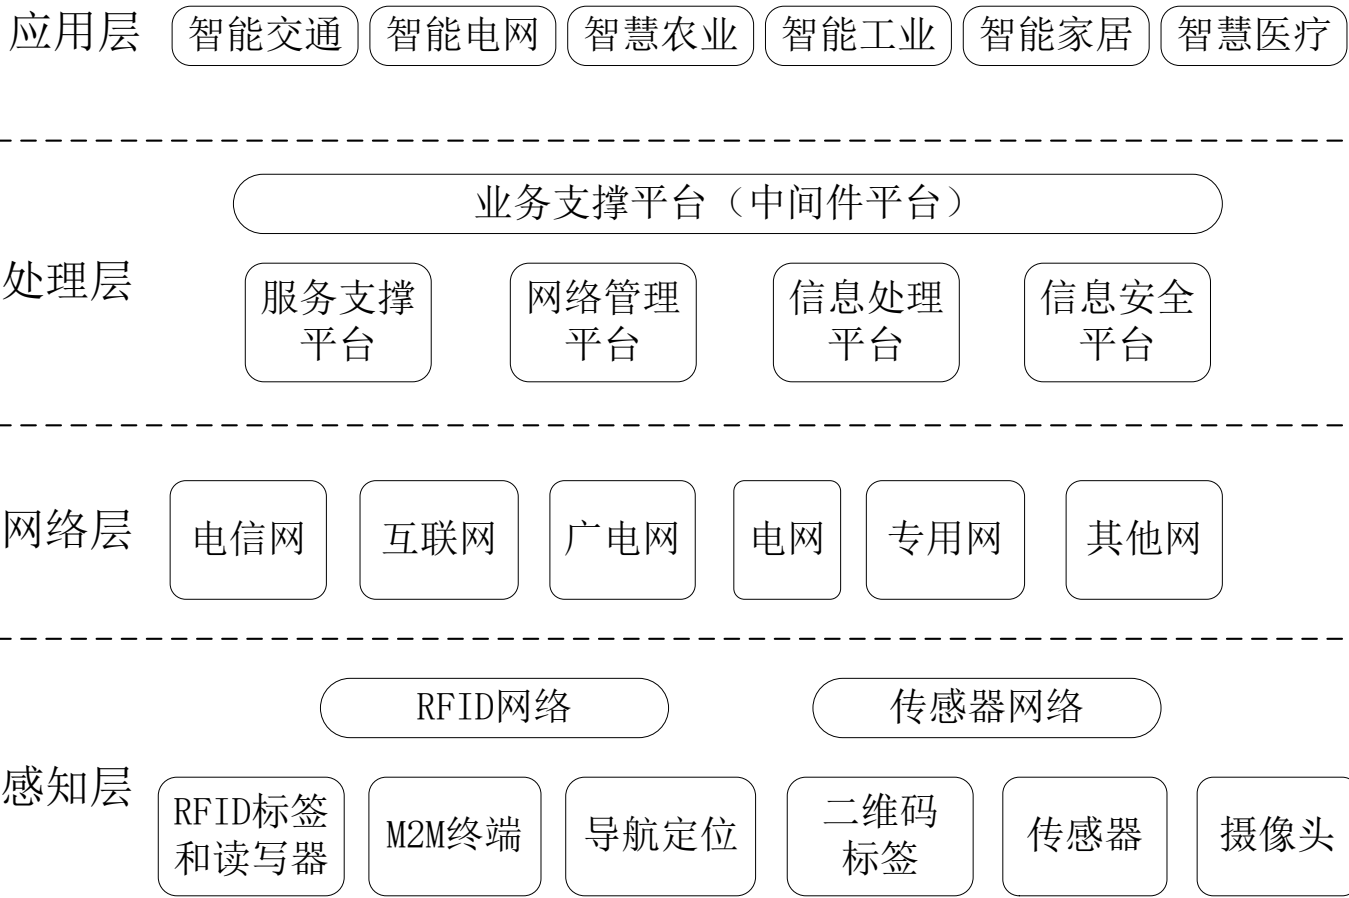 应用层 智能交通 智能电网 智慧农业 智能工业 智能家居 智慧医疗
业务支撑平台（中间件平台）
处理层
服务支撑平台 网络管理平台 信息处理平台 信息安全平台
网络层 电信网 互联网 广电网 电网 专用网 其他网
RFID网络 传感器网络
感知层
RFID标签和读写器 M2M终端 导航定位 二维码标签 传感器 摄像头